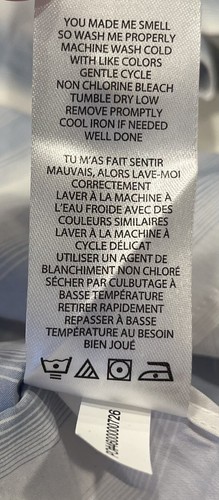 YOU MADE ME SMELL
SO WASH ME PROPERLY
MACHINE WASH COLD
WITH LIKE COLORS
GENTLE CYCLE
NON CHLORINE BLEACH
TUMBLE DRY LOW
REMOVE PROMPTLY
COOL IRON IF NEEDED
WELL DONE
TU M'AS FAIT SENTIR
MAUVAIS, ALORS LAVE-MOI
CORRECTEMENT
LAVER À LA MACHINE À
L'EAU FROIDE AVEC DES
COULEURS SIMILAIRES
LAVER À LA MACHINE À
CYCLE DÉLICAT
UTILISER UN AGENT DE
BLANCHIMENT NON CHLORÉ
SÉCHER PAR CULBUTAGE À
BASSE TEMPÉRATURE
RETIRER RAPIDEMENT
REPASSER À BASSE
TEMPÉRATURE AU BESOIN
BIEN JOUÉ